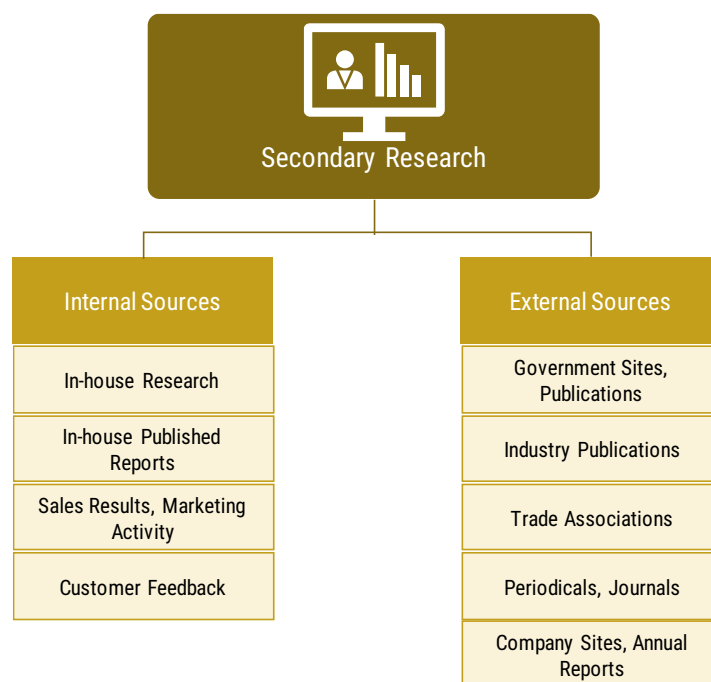 Secondary Research
Internal Sources
In-house Research
In-house Published
Reports
Sales Results, Marketing
Activity
Customer Feedback
External Sources
Government Sites,
Publications
Industry Publications
Trade Associations
Periodicals, Journals
Company Sites, Annual
Reports